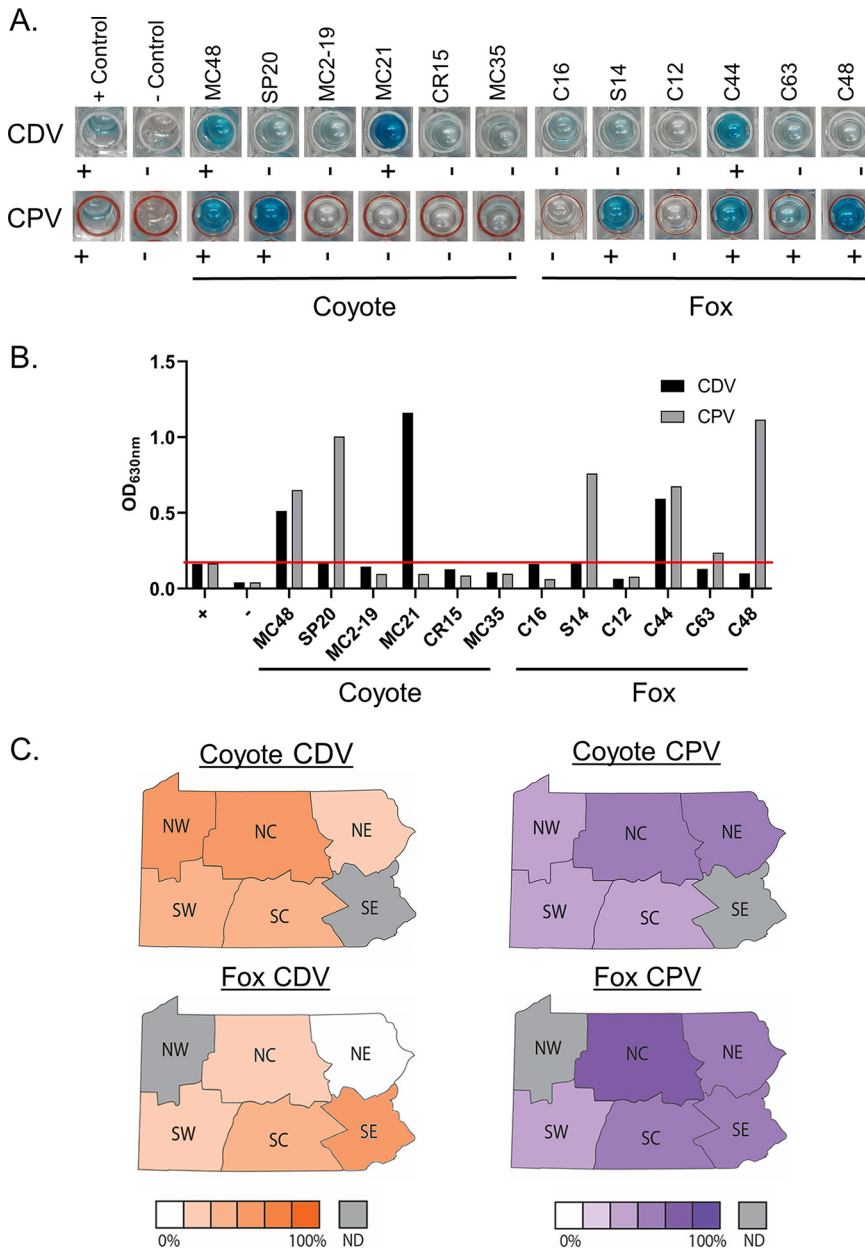 A.
+ Control - Control MC48 SP20 MC2-19 MC21 CR15 MC35 C16 S14 C12 C44 C63 C48
CDV
+ - + - - + - - - - - + - -
CPV
+ - + + - - - - - + - + + +
Coyote Fox
B.
OD630nm
1.5
1.0
0.5
0.0
CDV
CPV
+ - MC48 SP20 MC2-19 MC21 CR15 MC35 C16 S14 C12 C44 C63 C48
Coyote Fox
C.
Coyote CDV Coyote CPV
NW NC NE NW NC NE
SW SC SE SW SC SE
Fox CDV Fox CPV
NW NC NE NW NC NE
SW SC SE SW SC SE
0% 100% ND 0% 100% ND